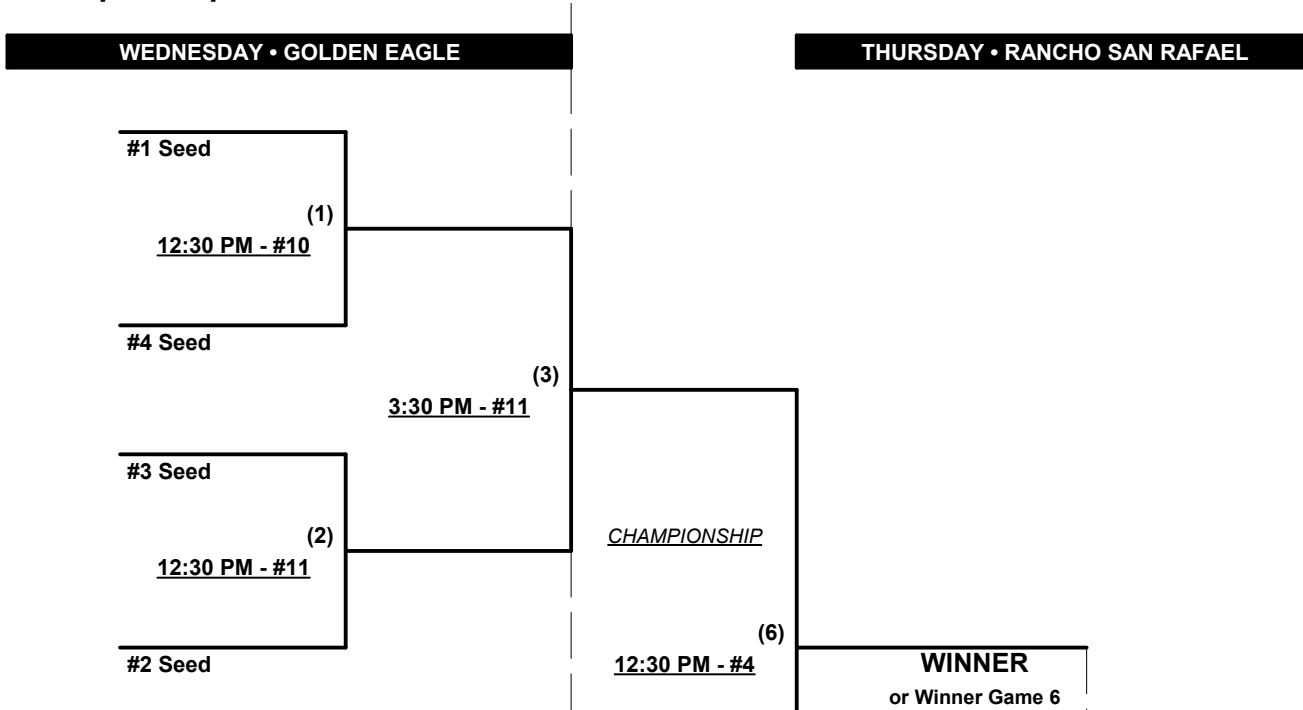 WEDNESDAY • GOLDEN EAGLE
THURSDAY • RANCHO SAN RAFAEL
#1 Seed
(1)
12:30 PM - #10
#4 Seed
(3)
3:30 PM - #11
#3 Seed
(2)
CHAMPIONSHIP
12:30 PM - #11
(6)
#2 Seed
12:30 PM - #4
WINNER
or Winner Game 6